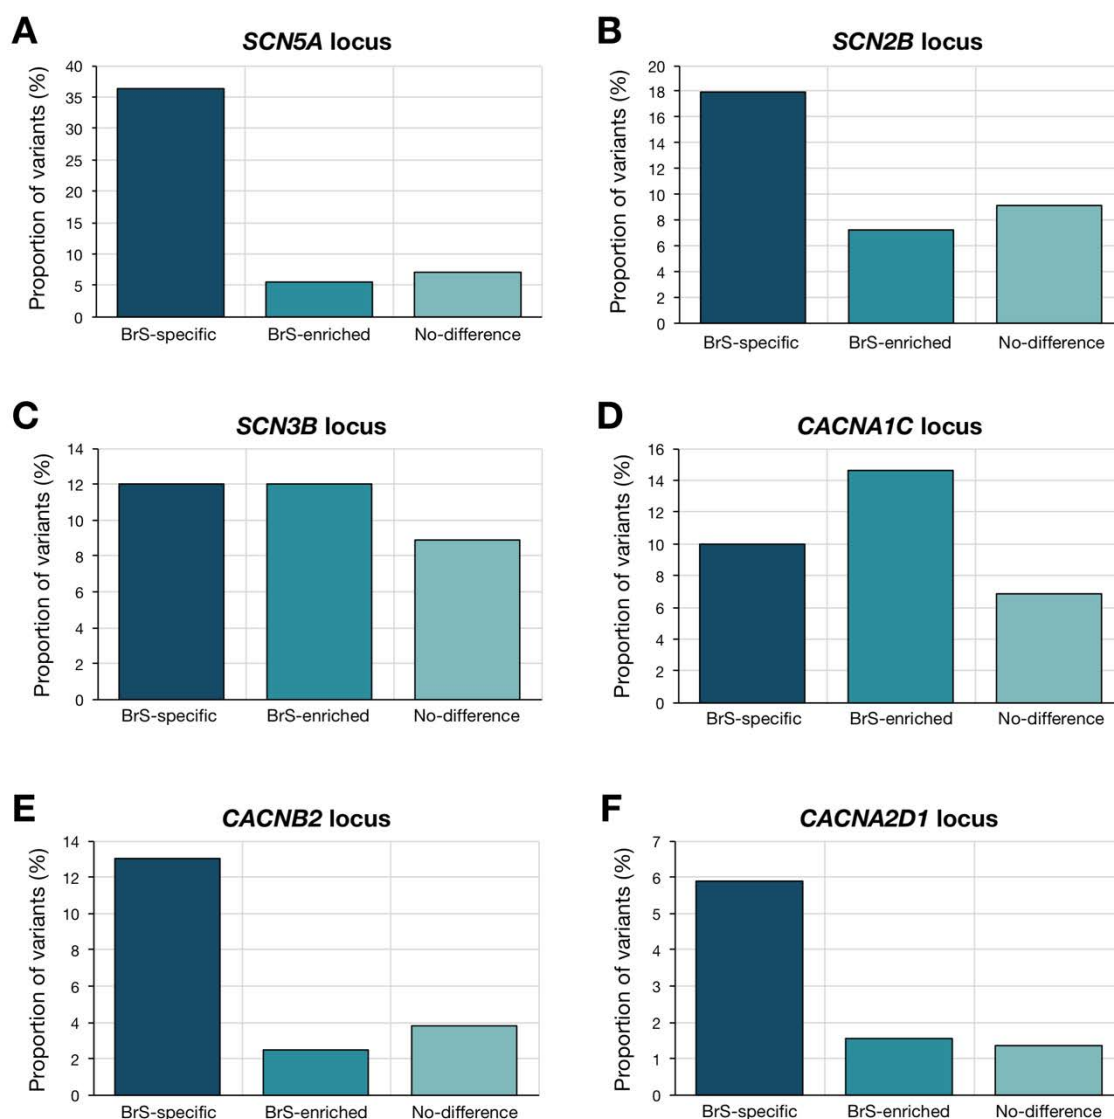 A
SCN5A locus
Proportion of variants (%)
40
35
30
25
20
15
10
5
0
BrS-specific BrS-enriched No-difference
B
SCN2B locus
Proportion of variants (%)
20
18
16
14
12
10
8
6
4
2
0
BrS-specific BrS-enriched No-difference
C
SCN3B locus
Proportion of variants (%)
14
12
10
8
6
4
2
0
BrS-specific BrS-enriched No-difference
D
CACNA1C locus
Proportion of variants (%)
16
14
12
10
8
6
4
2
0
BrS-specific BrS-enriched No-difference
E
CACNB2 locus
Proportion of variants (%)
14
12
10
8
6
4
2
0
BrS-specific BrS-enriched No-difference
F
CACNA2D1 locus
Proportion of variants (%)
7
6
5
4
3
2
1
0
BrS-specific BrS-enriched No-difference